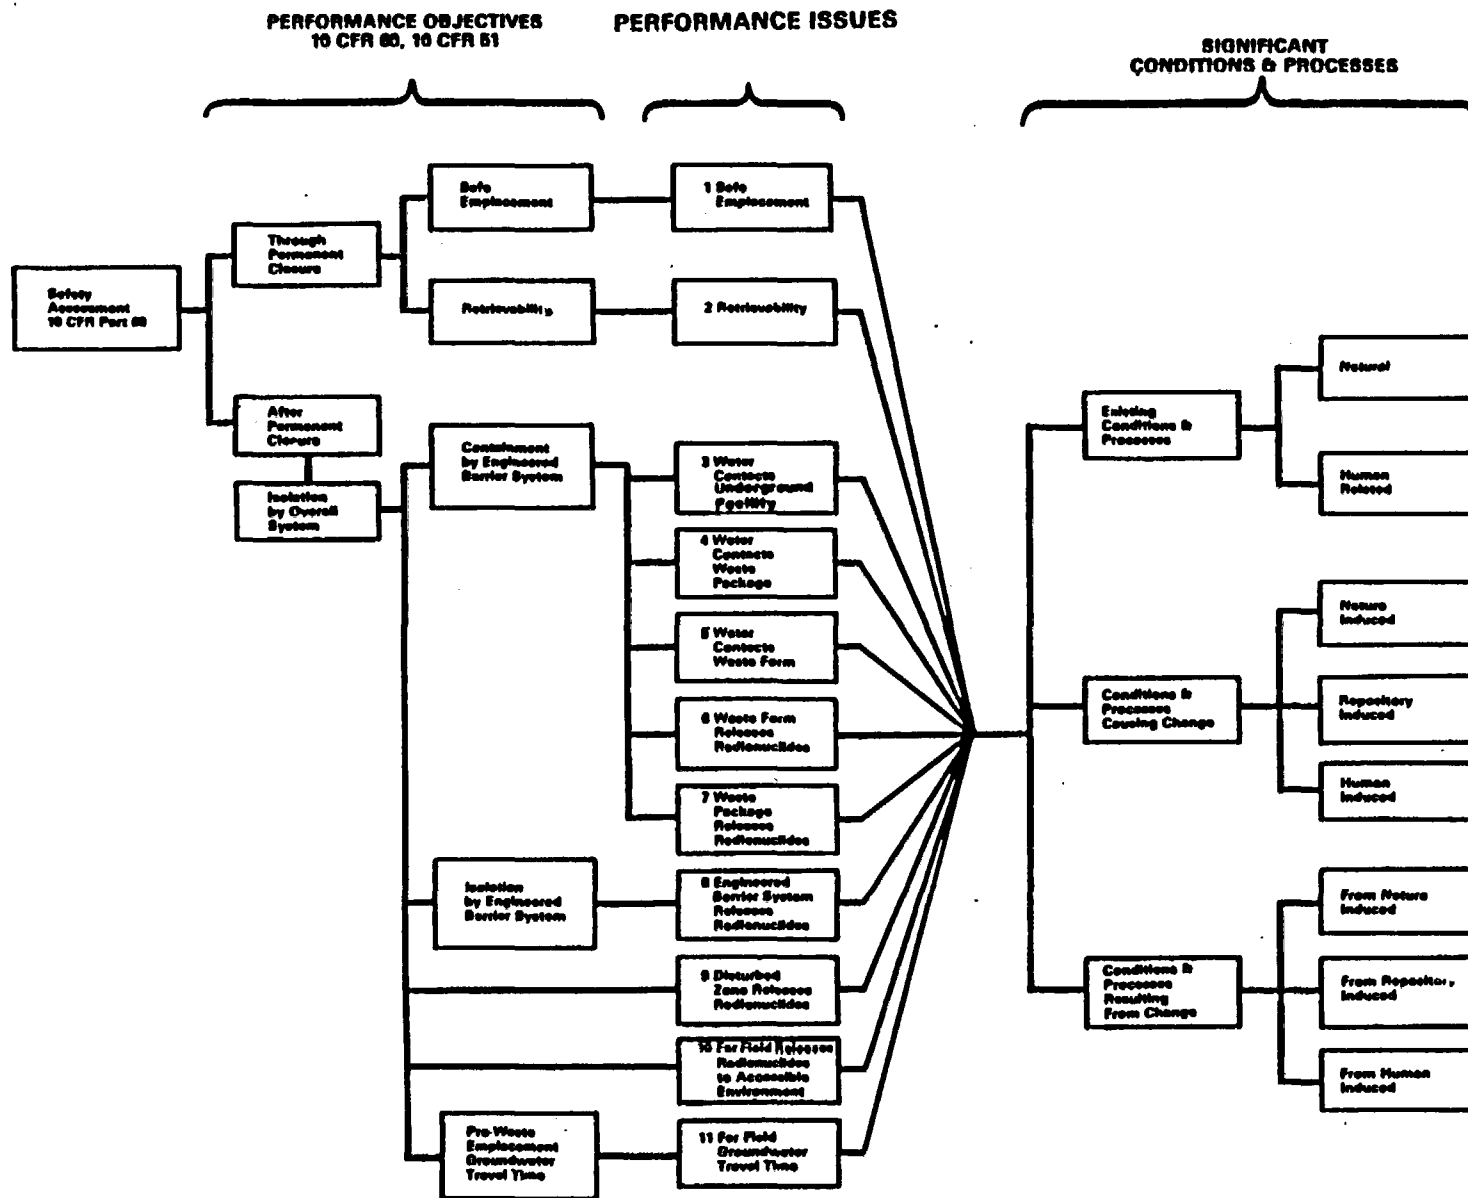 PERFORMANCE OBJECTIVES
10 CFR 60, 10 CFR 51
PERFORMANCE ISSUES
SIGNIFICANT
CONDITIONS & PROCESSES
Safety
Assessment
10 CFR Part 60
Through
Permanent
Closure
After
Permanent
Closure
Isolation
by Overall
System
Safe
Emplacement
Retrievability
Containment
by Engineered
Barrier System
Isolation
by Engineered
Barrier System
Pre-Waste
Emplacement
Groundwater
Travel Time
1 Safe
Emplacement
2 Retrievability
3 Water
Contacts
Underground
Facility
4 Water
Contacts
Waste
Package
5 Water
Contacts
Waste Form
6 Waste Form
Releases
Radionuclides
7 Waste
Package
Releases
Radionuclides
8 Engineered
Barrier System
Releases
Radionuclides
9 Disturbed
Zone Releases
Radionuclides
10 Far Field Releases
Radionuclides
to Accessible
Environment
11 Far Field
Groundwater
Travel Time
Existing
Conditions &
Processes
Conditions &
Processes
Causing Change
Conditions &
Processes
Resulting
From Change
Natural
Human
Related
Nature
Induced
Repository
Induced
Human
Induced
From Nature
Induced
From Repository
Induced
From Human
Induced